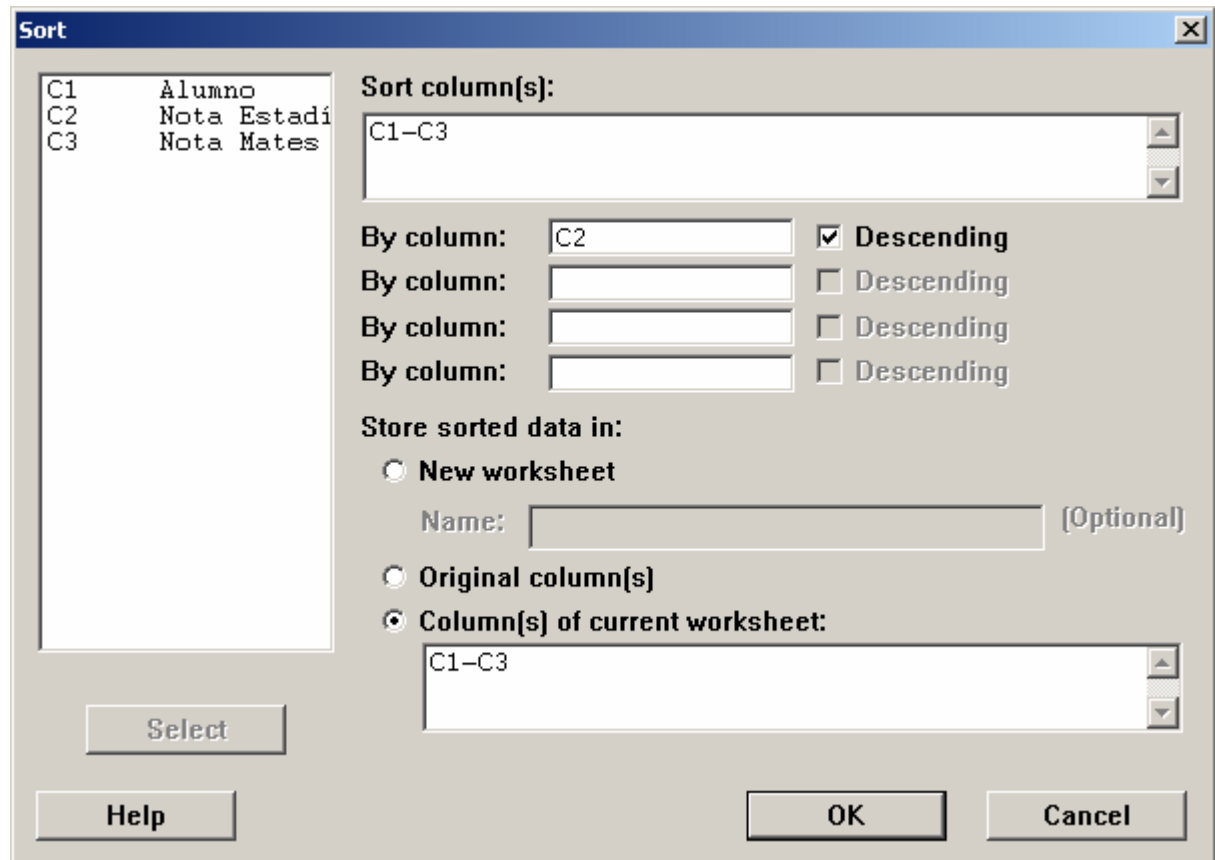 Sort
C1 Alumno
C2 Nota Estadí
C3 Nota Mates
Sort column(s):
C1–C3
By column: C2 Descending
By column: Descending
By column: Descending
By column: Descending
Store sorted data in:
New worksheet
Name: (Optional)
Original column(s)
Column(s) of current worksheet:
C1–C3
Select
Help OK Cancel